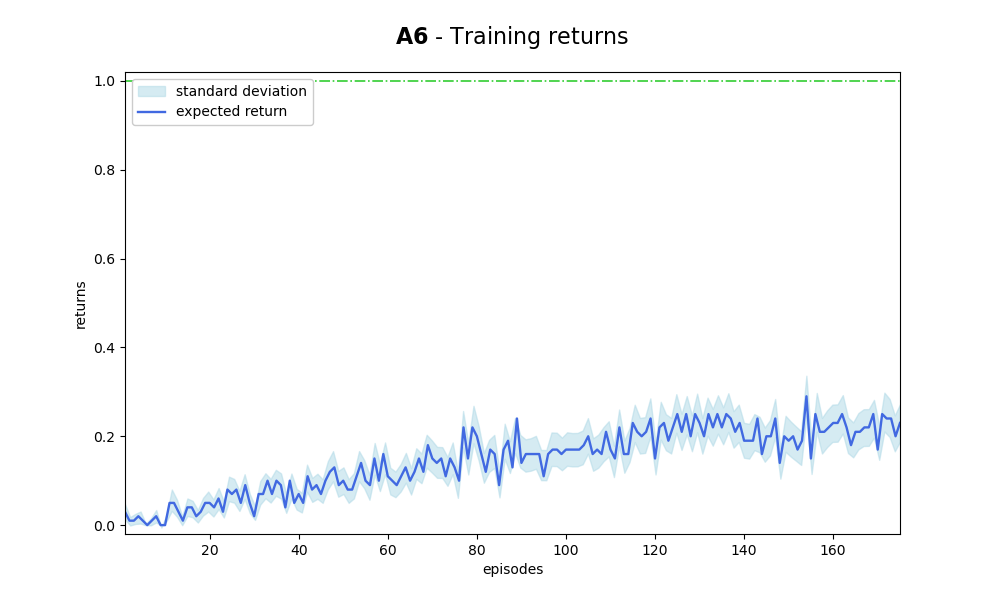 A6 - Training returns
1.0
standard deviation
expected return
0.8
0.6
returns
0.4
0.2
0.0
20 40 60 80 100 120 140 160
episodes